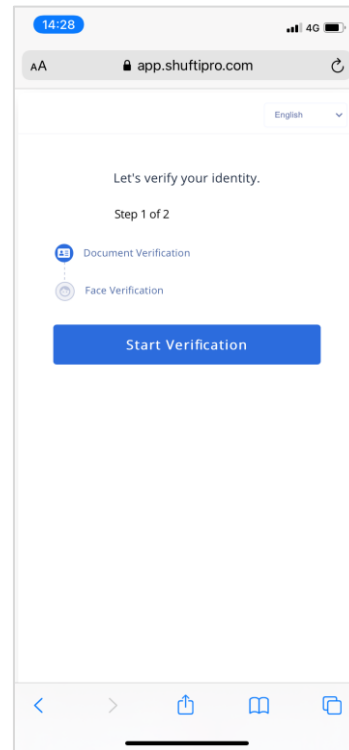 14:28
4G
AA app.shuftipro.com
English
Let's verify your identity.
Step 1 of 2
Document Verification
Face Verification
Start Verification